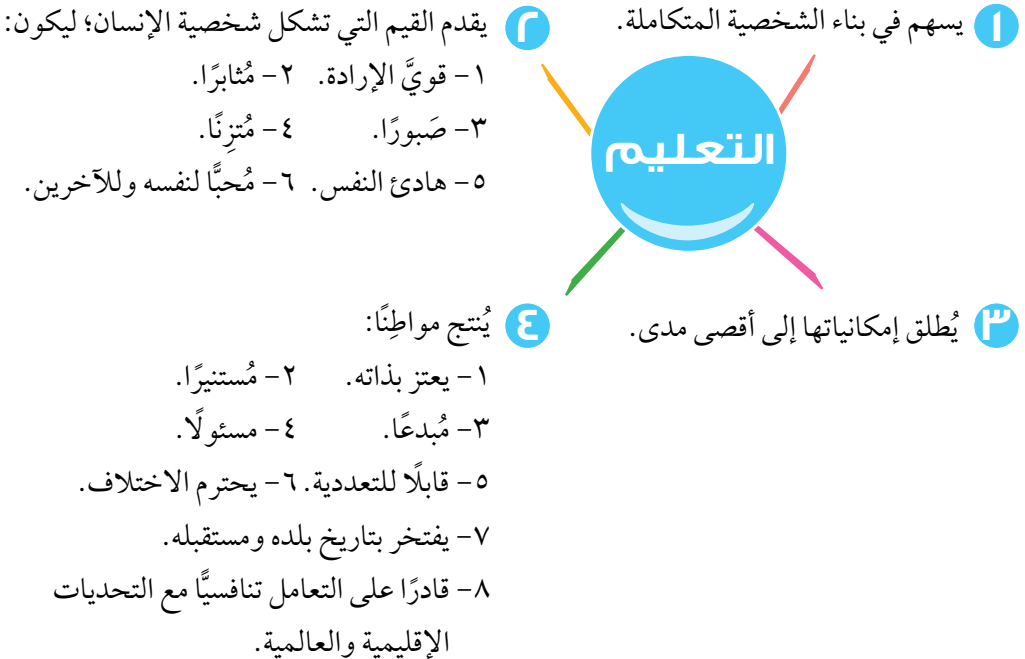 ١ يسهم في بناء الشخصية المتكاملة.
٢ يقدم القيم التي تشكل شخصية الإنسان؛ ليكون:
١- قويَّ الإرادة. ٢- مُثابرًا.
٣- صَبورًا. ٤- مُتزِنًا.
٥- هادئ النفس. ٦- مُحبًّا لنفسه وللآخرين.
التعليم
٣ يُطلق إمكانياتها إلى أقصى مدى.
٤ يُنتج مواطِنًا:
١- يعتز بذاته. ٢- مُستنيرًا.
٣- مُبدعًا. ٤- مسئولًا.
٥- قابلًا للتعددية. ٦- يحترم الاختلاف.
٧- يفتخر بتاريخ بلده ومستقبله.
٨- قادرًا على التعامل تنافسيًّا مع التحديات
الإقليمية والعالمية.